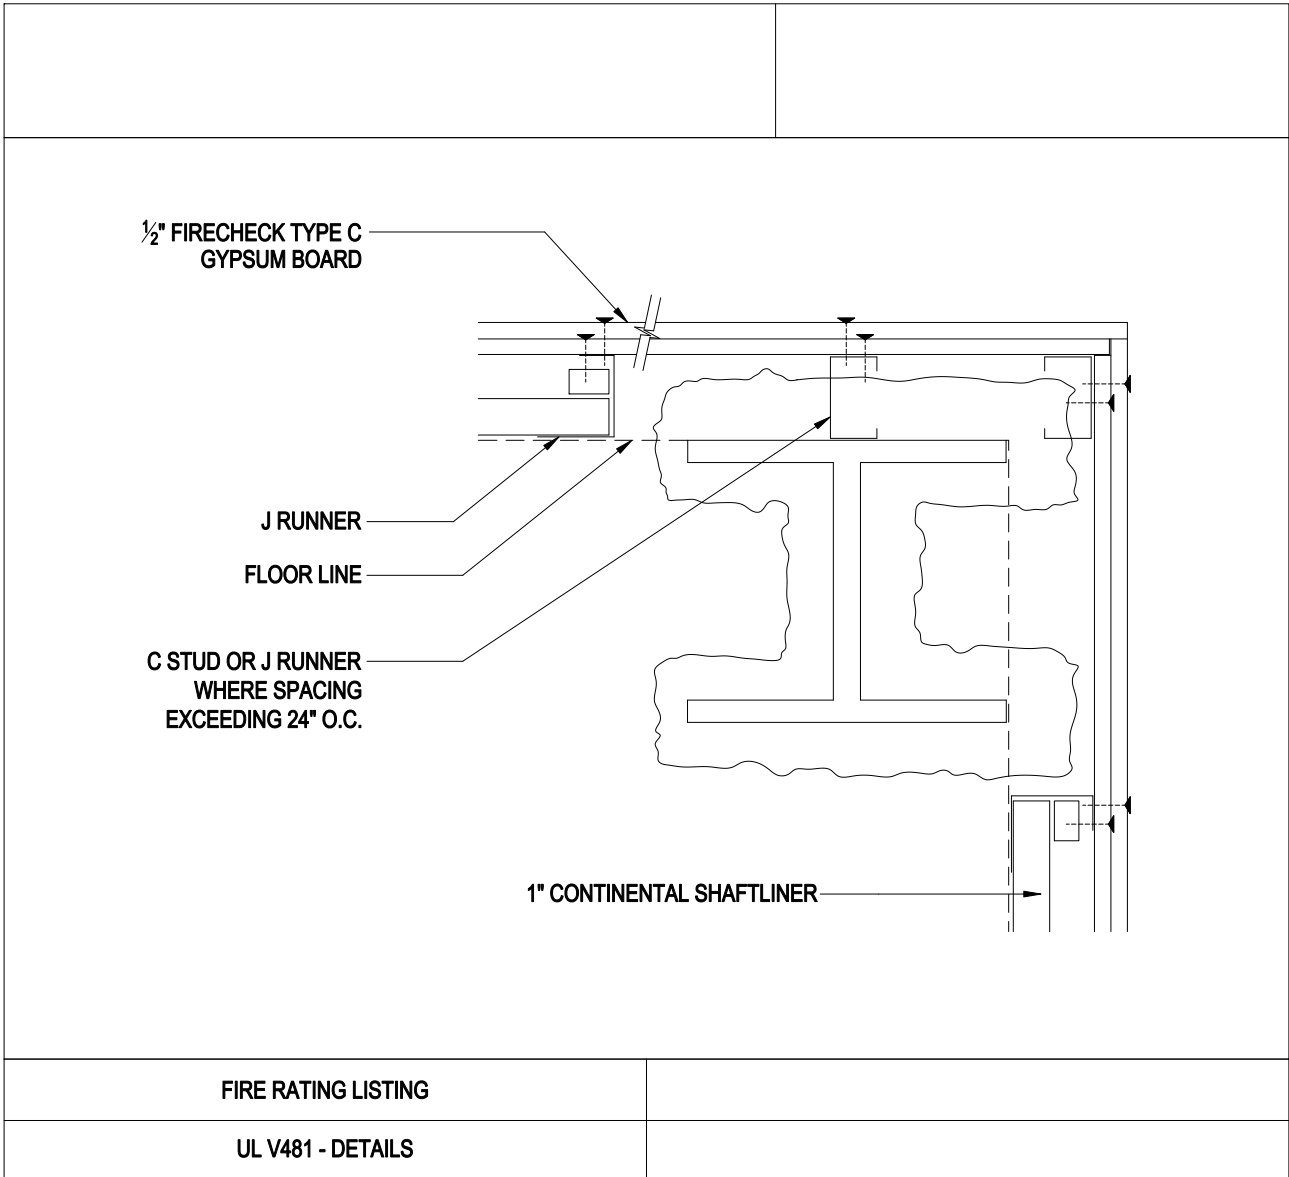 ½" FIRECHECK TYPE C
GYPSUM BOARD
J RUNNER
FLOOR LINE
C STUD OR J RUNNER
WHERE SPACING
EXCEEDING 24" O.C.
1" CONTINENTAL SHAFTLINER
FIRE RATING LISTING
UL V481 - DETAILS